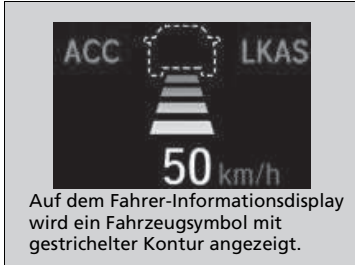 ACC LKAS
50 km/h
Auf dem Fahrer-Informationsdisplay
wird ein Fahrzeugsymbol mit
gestrichelter Kontur angezeigt.